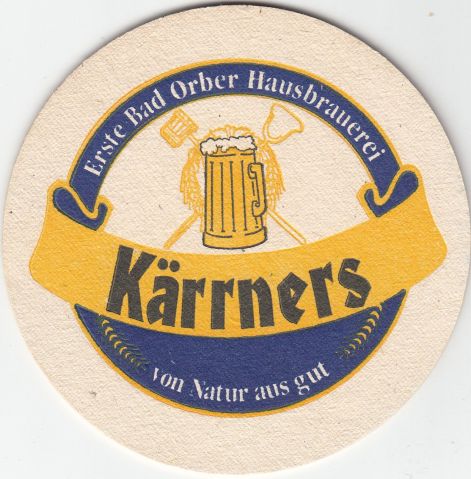 Erste Bad Orber Hausbrauerei
Kärrners
von Natur aus gut